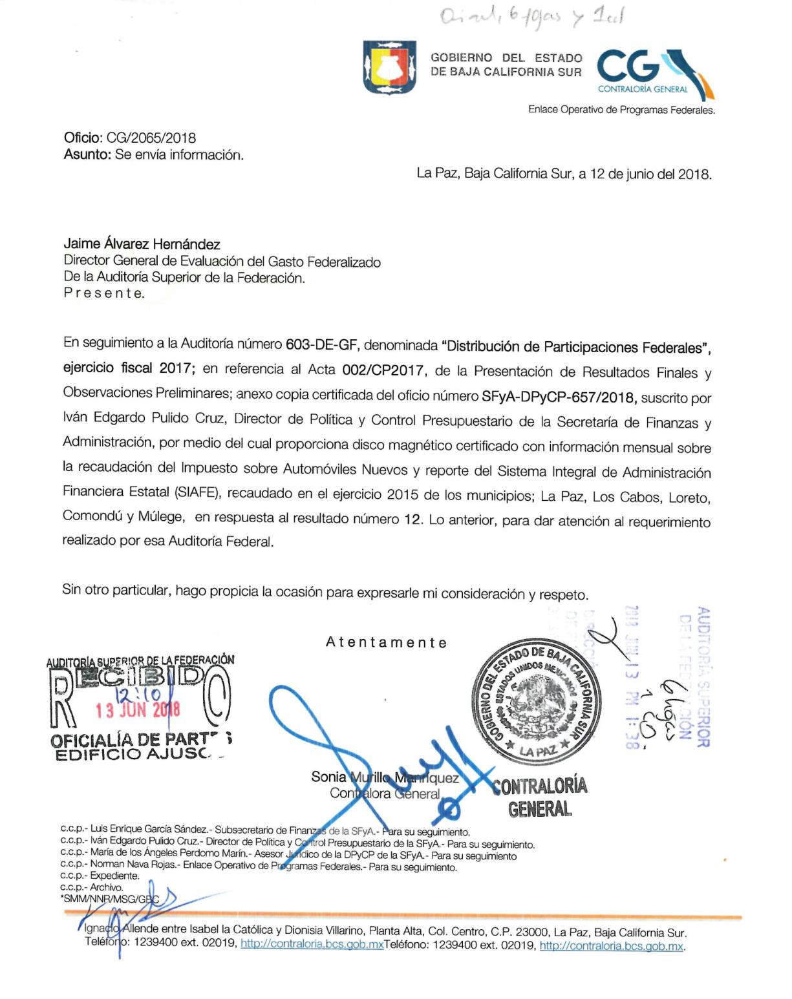 6 fgas y 1cd
GOBIERNO DEL ESTADO
DE BAJA CALIFORNIA SUR
CG
CONTRALORÍA GENERAL
Enlace Operativo de Programas Federales.
Oficio: CG/2065/2018
Asunto: Se envía información.
La Paz, Baja California Sur, a 12 de junio del 2018.
Jaime Álvarez Hernández
Director General de Evaluación del Gasto Federalizado
De la Auditoría Superior de la Federación.
P r e s e n t e.
En seguimiento a la Auditoría número 603-DE-GF, denominada “Distribución de Participaciones Federales”,
ejercicio fiscal 2017; en referencia al Acta 002/CP2017, de la Presentación de Resultados Finales y
Observaciones Preliminares; anexo copia certificada del oficio número SFyA-DPyCP-657/2018, suscrito por
Iván Edgardo Pulido Cruz, Director de Política y Control Presupuestario de la Secretaría de Finanzas y
Administración, por medio del cual proporciona disco magnético certificado con información mensual sobre
la recaudación del Impuesto sobre Automóviles Nuevos y reporte del Sistema Integral de Administración
Financiera Estatal (SIAFE), recaudado en el ejercicio 2015 de los municipios; La Paz, Los Cabos, Loreto,
Comondú y Múlege, en respuesta al resultado número 12. Lo anterior, para dar atención al requerimiento
realizado por esa Auditoría Federal.
Sin otro particular, hago propicia la ocasión para expresarle mi consideración y respeto.
A t e n t a m e n t e
AUDITORÍA SUPERIOR DE LA FEDERACIÓN
RECIBIDO
12:10
13 JUN 2018
OFICIALÍA DE PART
EDIFICIO AJUSC
GOBIERNO DEL ESTADO DE BAJA CALIFORNIA SUR
ESTADOS UNIDOS MEXICANOS
LA PAZ
CONTRALORÍA
GENERAL
AUDITORÍA SUPERIOR
DE LA FEDERACIÓN
2018 JUN 13 PM 1:38
6 hojas
1 CD.
Sonia Murillo Manríquez
Contralora General
c.c.p.- Luis Enrique García Sández.- Subsecretario de Finanzas de la SFyA.- Para su seguimiento.
c.c.p.- Iván Edgardo Pulido Cruz.- Director de Política y Control Presupuestario de la SFyA.- Para su seguimiento.
c.c.p.- María de los Ángeles Perdomo Marín.- Asesor Jurídico de la DPyCP de la SFyA.- Para su seguimiento
c.c.p.- Norman Nava Rojas.- Enlace Operativo de Programas Federales.- Para su seguimiento.
c.c.p.- Expediente.
c.c.p.- Archivo.
*SMM/NNR/MSG/GBC
Ignacio Allende entre Isabel la Católica y Dionisia Villarino, Planta Alta, Col. Centro, C.P. 23000, La Paz, Baja California Sur.
Teléfono: 1239400 ext. 02019, http://contraloria.bcs.gob.mxTeléfono: 1239400 ext. 02019, http://contraloria.bcs.gob.mx.